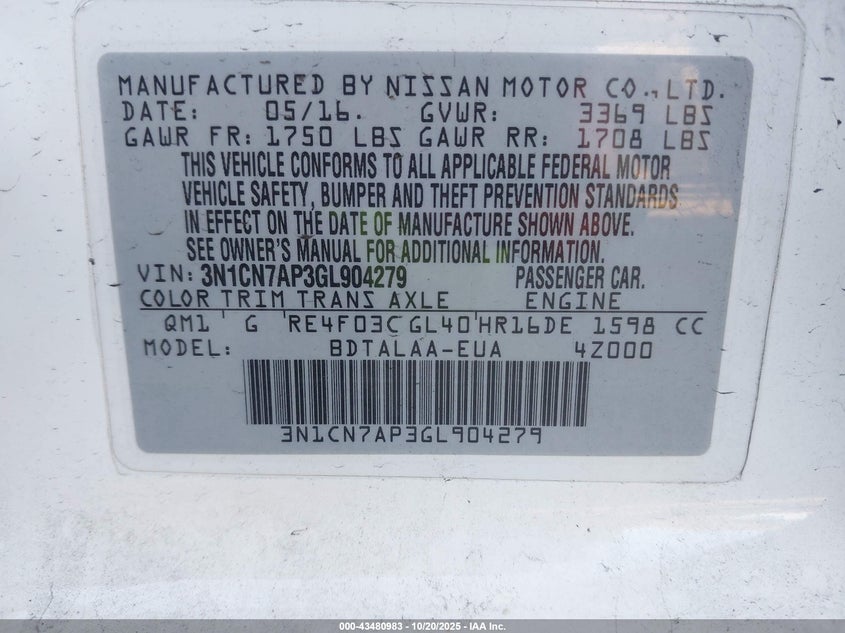 MANUFACTURED BY NISSAN MOTOR CO., LTD.
DATE: 05/16. GVWR: 3369 LBS
GAWR FR: 1750 LBS GAWR RR: 1708 LBS
THIS VEHICLE CONFORMS TO ALL APPLICABLE FEDERAL MOTOR
VEHICLE SAFETY, BUMPER AND THEFT PREVENTION STANDARDS
IN EFFECT ON THE DATE OF MANUFACTURE SHOWN ABOVE.
SEE OWNER'S MANUAL FOR ADDITIONAL INFORMATION.
VIN: 3N1CN7AP3GL904279 PASSENGER CAR.
COLOR TRIM TRANS AXLE ENGINE
QM1 G RE4F03C GL40 HR16DE 1598 CC
MODEL: BDTALAA-EUA 4Z000
3N1CN7AP3GL904279
000-43480983 | 10/20/2025 - IAA Inc.